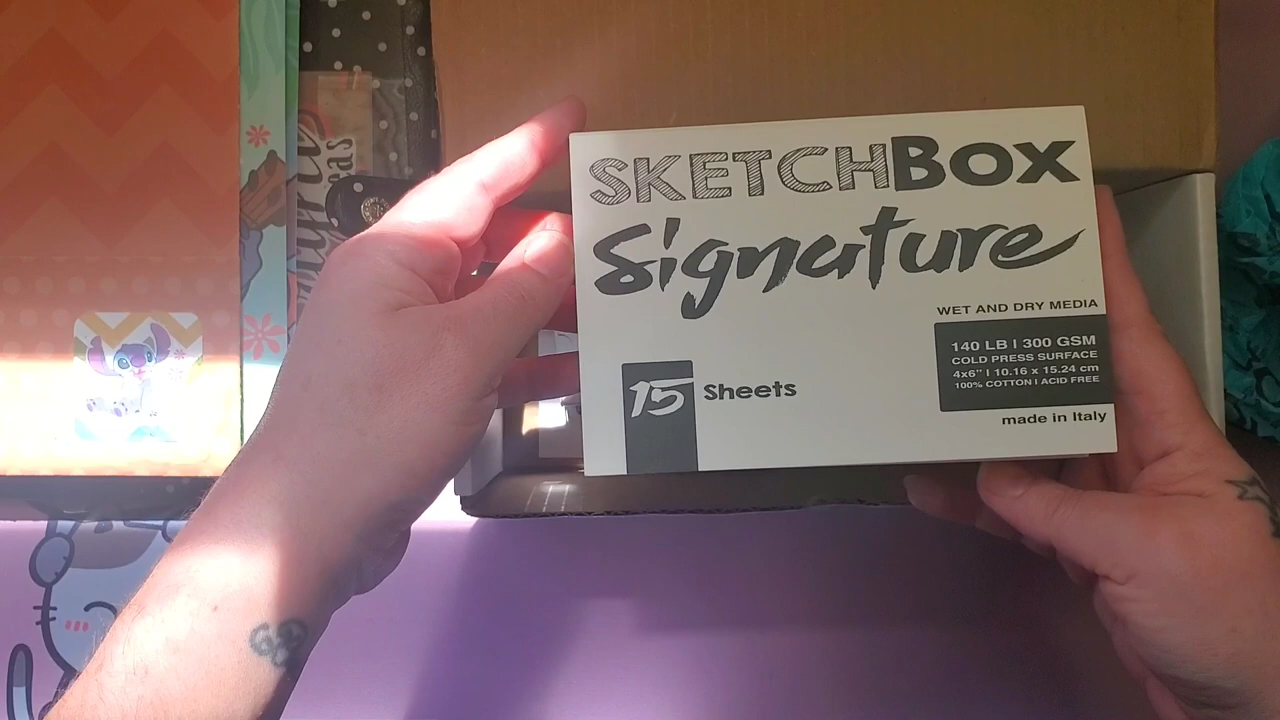 SKETCHBOX
Signature
WET AND DRY MEDIA
140 LB | 300 GSM
COLD PRESS SURFACE
4x6" | 10.16 x 15.24 cm
100% COTTON | ACID FREE
15 Sheets
made in Italy